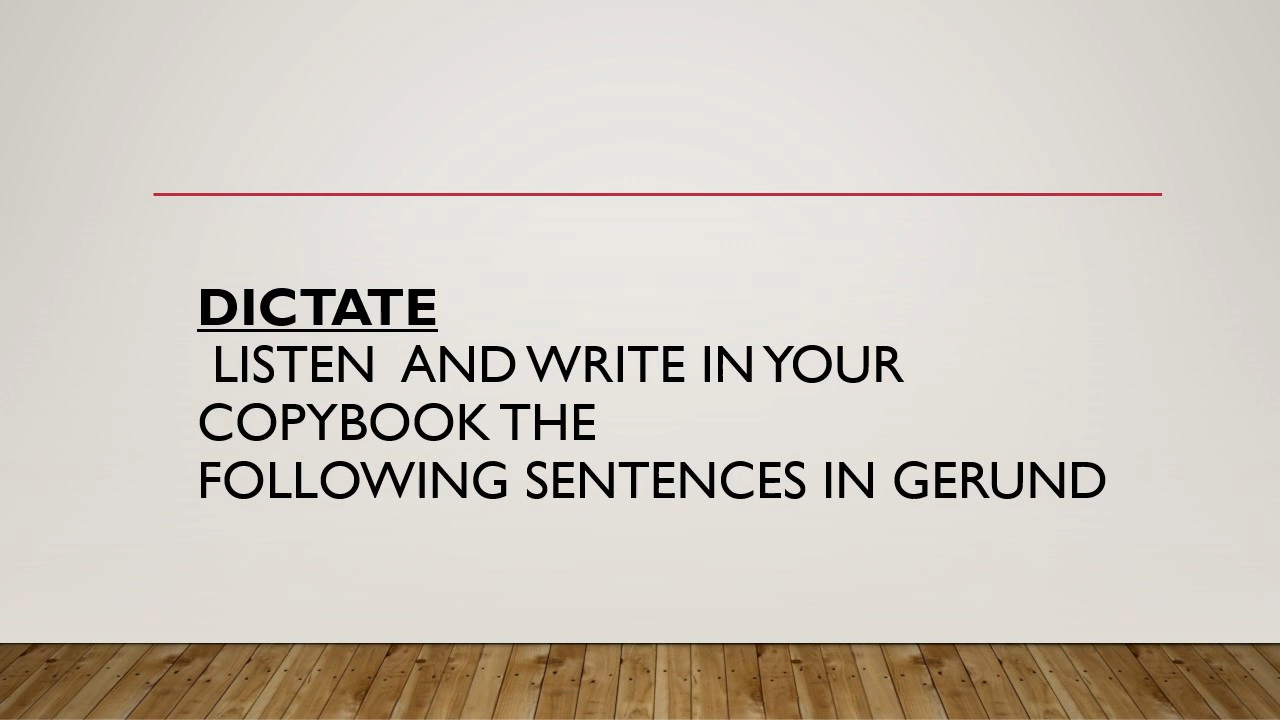 DICTATE
LISTEN AND WRITE IN YOUR
COPYBOOK THE
FOLLOWING SENTENCES IN GERUND